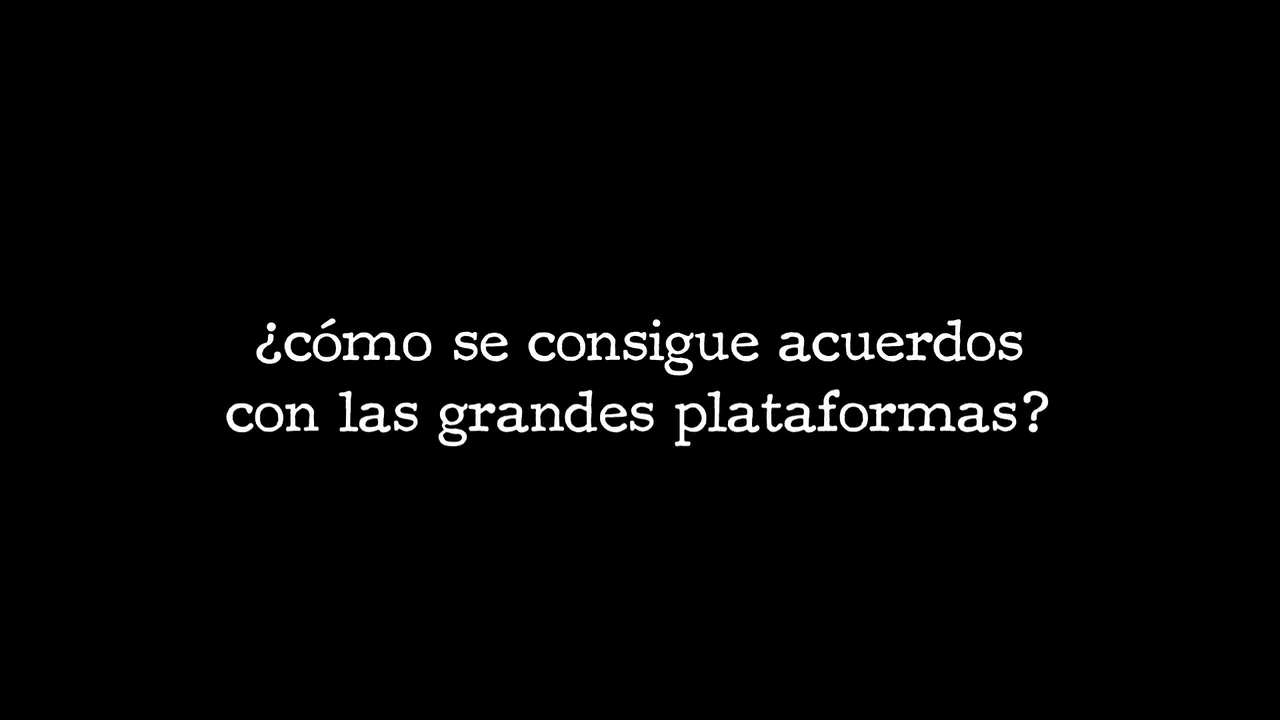 ¿cómo se consigue acuerdos
con las grandes plataformas?